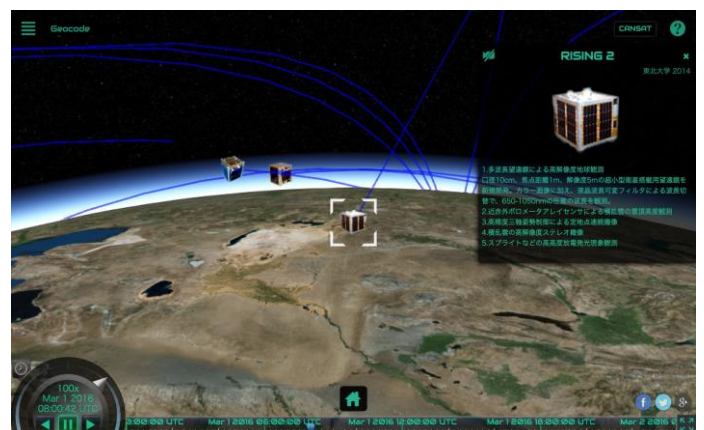 Geocode
CANSAT
?
RISING 2
×
東北大学 2014
1.多波長望遠鏡による高解像度地球観測
口径10cm、焦点距離1m、解像度5mの超小型衛星搭載用望遠鏡を
新規開発。カラー画像に加え、液晶波長可変フィルタによる波長切
替で、650-1050nmの任意の波長を観測。
2.近赤外ボロメータアレイセンサによる積乱雲の雲頂高度観測
3.高精度三軸姿勢制御による定地点連続撮像
4.積乱雲の高解像度ステレオ撮像
5.スプライトなどの高高度放電発光現象観測
100x
Mar 1 2016
08:00:42 UTC
f
g+
2:00:00 UTC
Mar 1 2016 06:00:00 UTC
Mar 1 2016 12:00:00 UTC
Mar 1 2016 18:00:00 UTC
Mar 2 2016 0